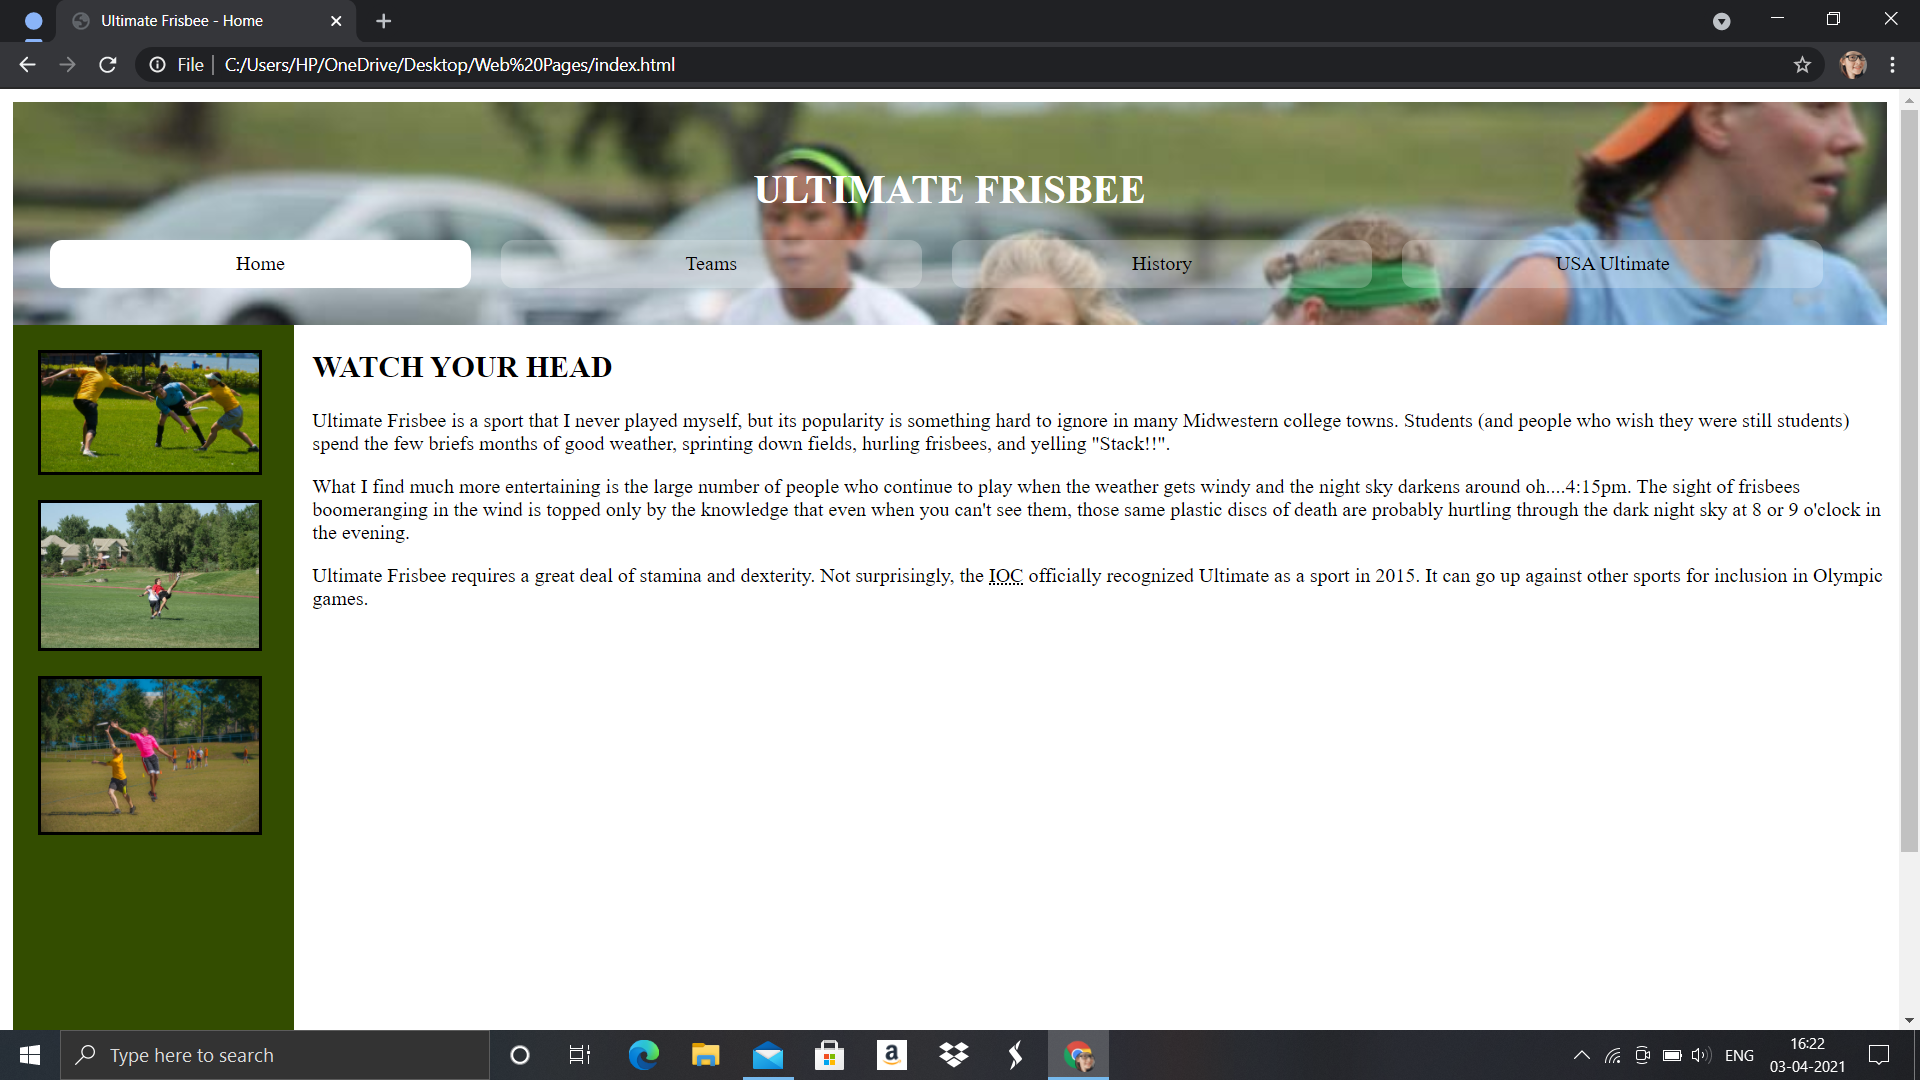 Ultimate Frisbee - Home
File
C:/Users/HP/OneDrive/Desktop/Web%20Pages/index.html
ULTIMATE FRISBEE
Home Teams History USA Ultimate
WATCH YOUR HEAD
Ultimate Frisbee is a sport that I never played myself, but its popularity is something hard to ignore in many Midwestern college towns. Students (and people who wish they were still students)
spend the few briefs months of good weather, sprinting down fields, hurling frisbees, and yelling "Stack!!".
What I find much more entertaining is the large number of people who continue to play when the weather gets windy and the night sky darkens around oh....4:15pm. The sight of frisbees
boomeranging in the wind is topped only by the knowledge that even when you can't see them, those same plastic discs of death are probably hurtling through the dark night sky at 8 or 9 o'clock in
the evening.
Ultimate Frisbee requires a great deal of stamina and dexterity. Not surprisingly, the IOC officially recognized Ultimate as a sport in 2015. It can go up against other sports for inclusion in Olympic
games.
Type here to search
a
ENG
16:22
03-04-2021